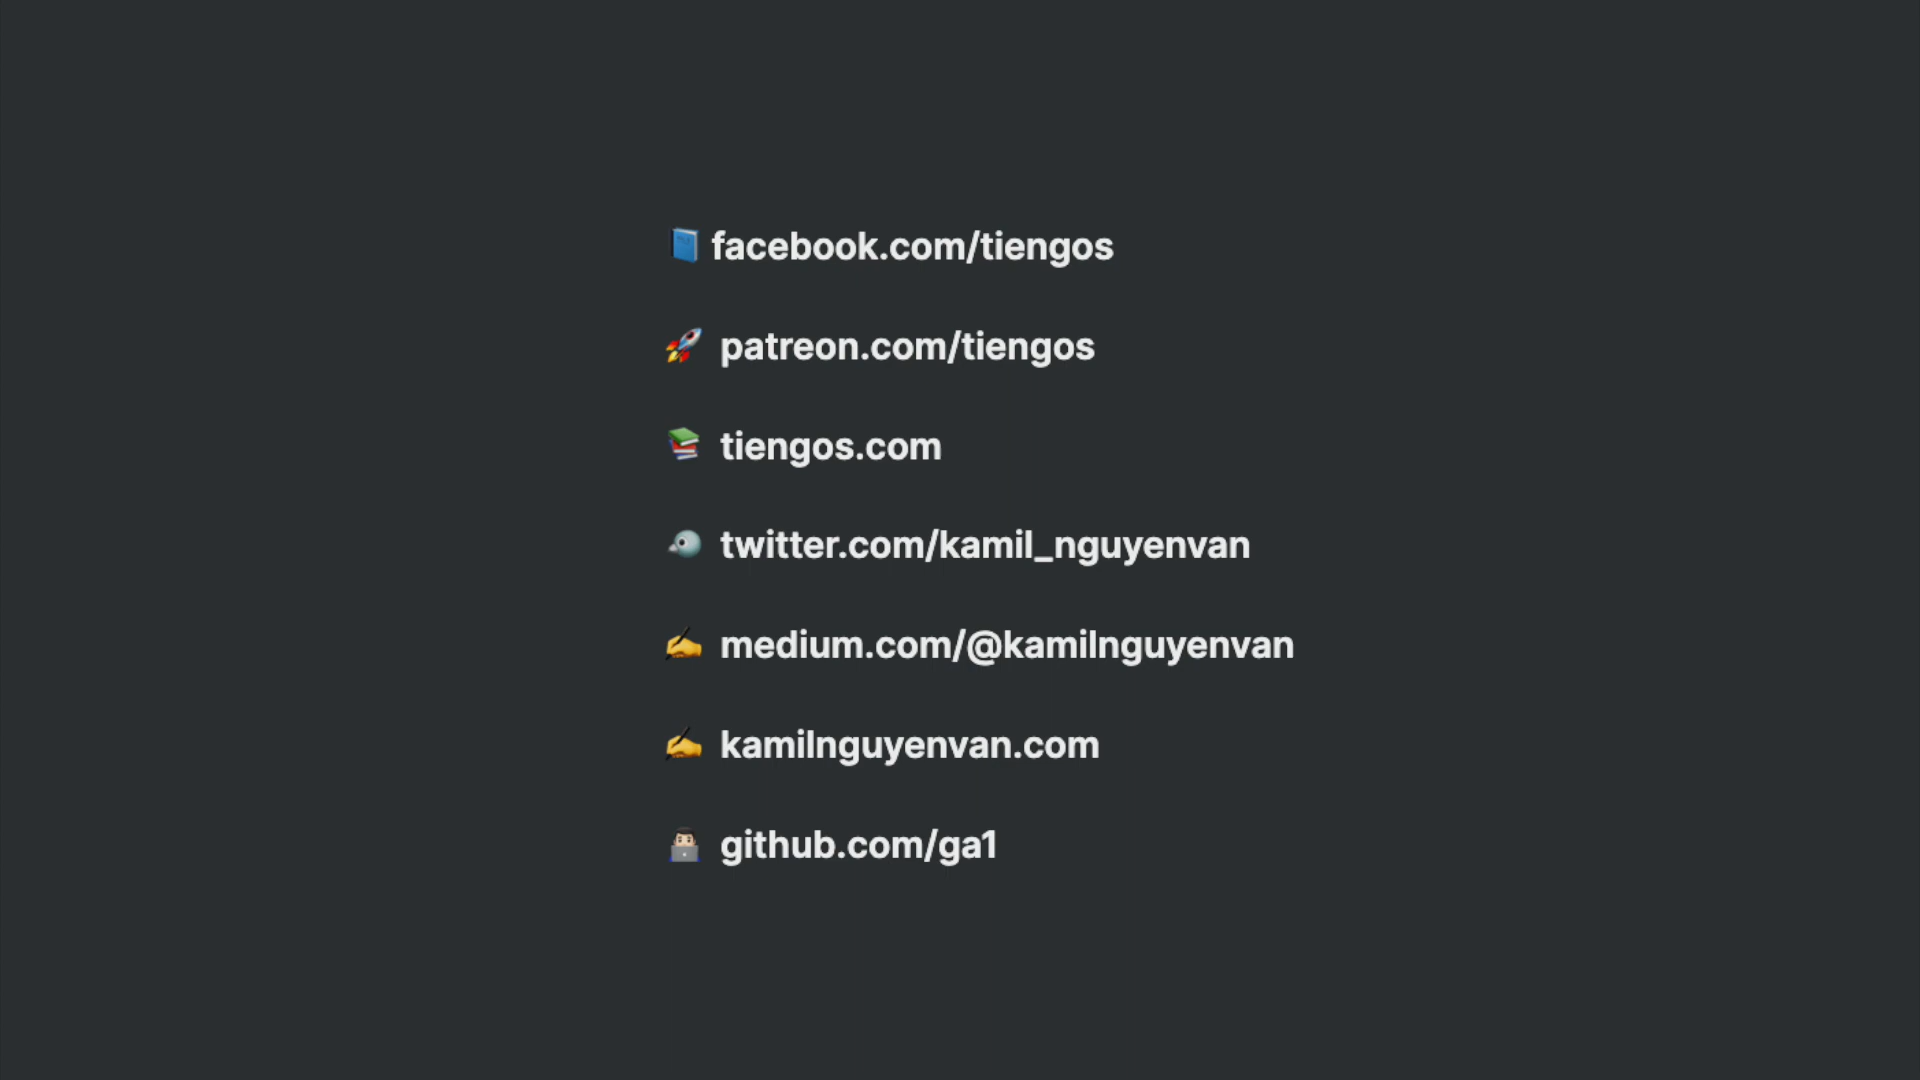 📘 facebook.com/tiengos
🚀 patreon.com/tiengos
📚 tiengos.com
🐦 twitter.com/kamil_nguyenvan
✍️ medium.com/@kamilnguyenvan
✍️ kamilnguyenvan.com
👨🏻‍💻 github.com/ga1